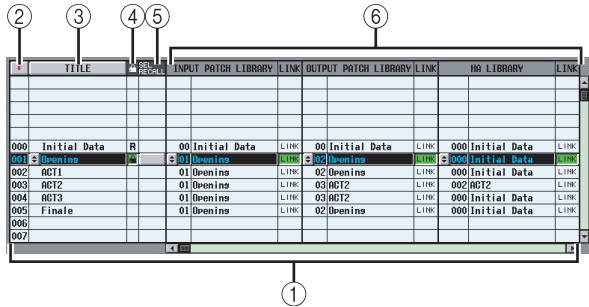 ② ③ ④ ⑤ ⑥
TITLE SEL RECALL INPUT PATCH LIBRARY LINK OUTPUT PATCH LIBRARY LINK HA LIBRARY LINK
000 Initial Data R 00 Initial Data LINK 00 Initial Data LINK 000 Initial Data LINK
001 Opening 01 Opening LINK 02 Opening LINK 000 Initial Data LINK
002 ACT1 01 Opening LINK 02 Opening LINK 000 Initial Data LINK
003 ACT2 01 Opening LINK 03 ACT2 LINK 002 ACT2 LINK
004 ACT3 01 Opening LINK 03 ACT2 LINK 000 Initial Data LINK
005 Finale 01 Opening LINK 02 Opening LINK 000 Initial Data LINK
006
007
①